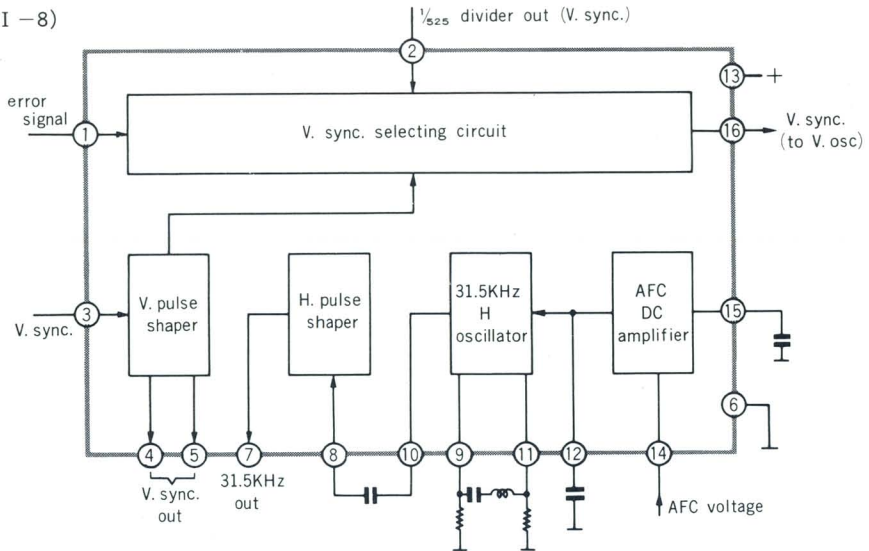 I −8)
1/525 divider out (V. sync.)
2
13 +
error
signal
1
V. sync. selecting circuit
16
V. sync.
(to V. osc)
3
V. sync.
V. pulse
shaper
H. pulse
shaper
31.5KHz
H
oscillator
AFC
DC
amplifier
15
6
4
5
7
8
10
9
11
12
14
V. sync.
out
31.5KHz
out
AFC voltage